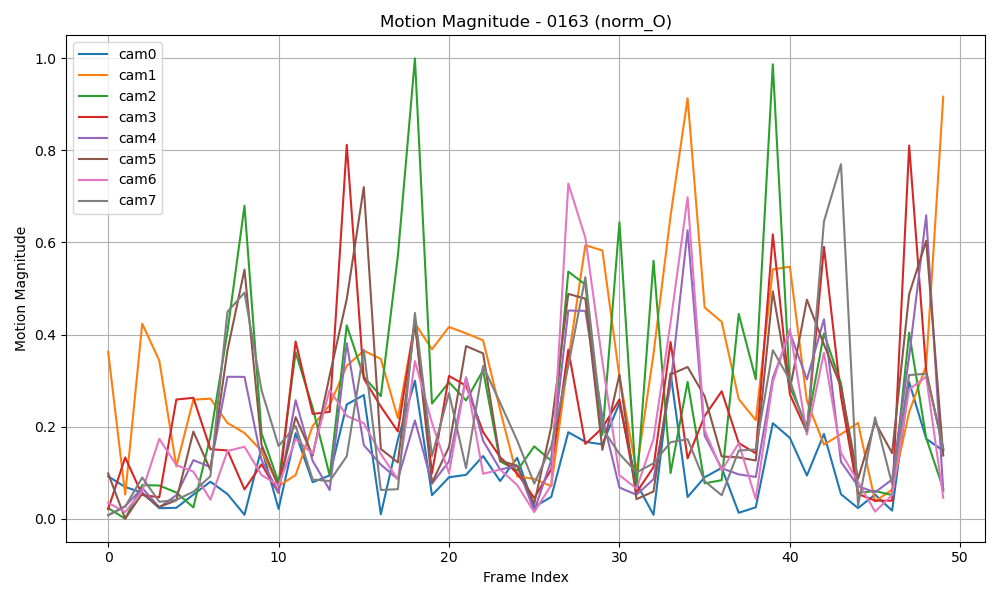 Motion Magnitude - 0163 (norm_O)
cam0
cam1
cam2
cam3
cam4
cam5
cam6
cam7
Motion Magnitude
1.0
0.8
0.6
0.4
0.2
0.0
0
10
20
30
40
50
Frame Index